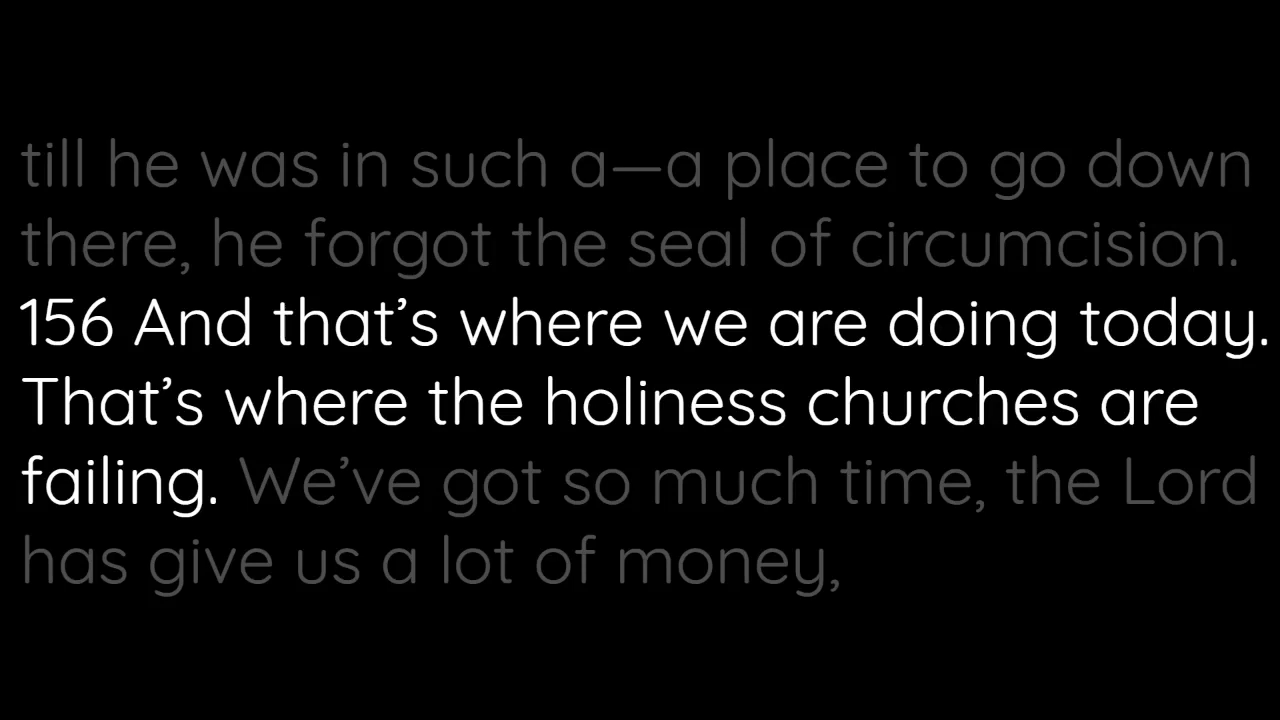 till he was in such a—a place to go down
there, he forgot the seal of circumcision.
156 And that’s where we are doing today.
That’s where the holiness churches are
failing. We’ve got so much time, the Lord
has give us a lot of money,